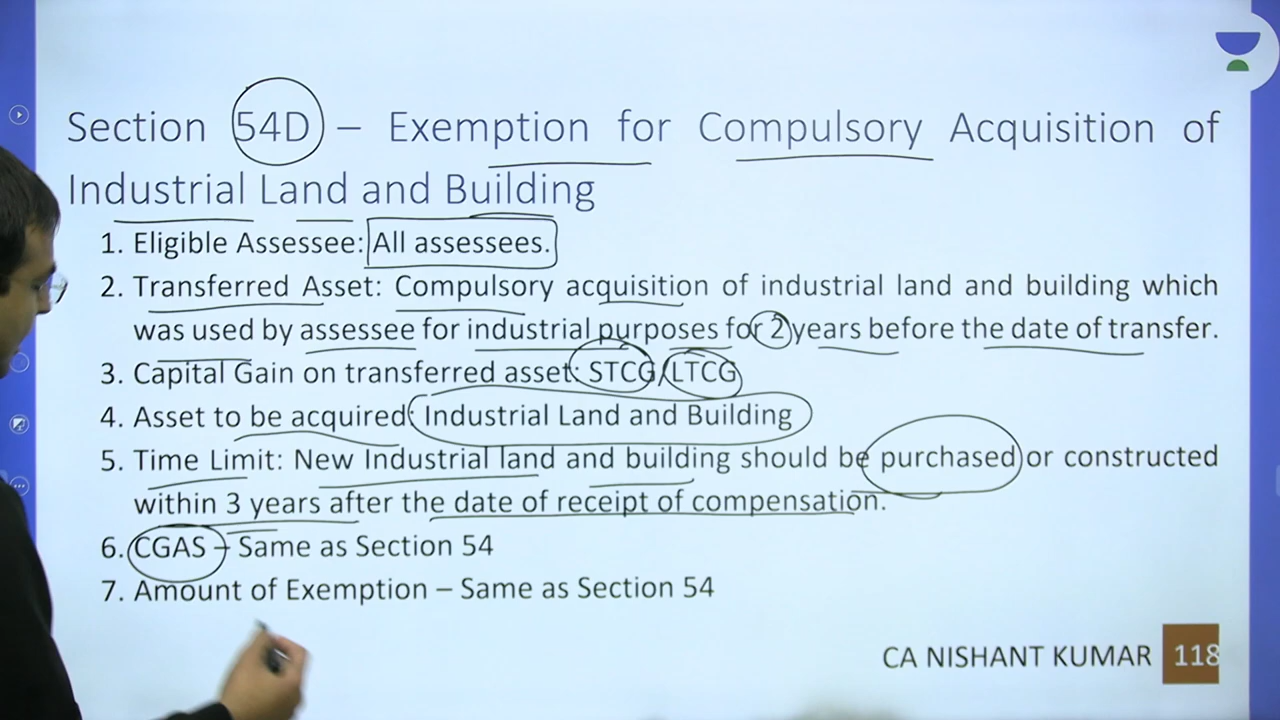 Section 54D – Exemption for Compulsory Acquisition of
Industrial Land and Building
1. Eligible Assessee: All assessees.
2. Transferred Asset: Compulsory acquisition of industrial land and building which
was used by assessee for industrial purposes for 2 years before the date of transfer.
3. Capital Gain on transferred asset: STCG/LTCG
4. Asset to be acquired: Industrial Land and Building
5. Time Limit: New Industrial land and building should be purchased or constructed
within 3 years after the date of receipt of compensation.
6. CGAS – Same as Section 54
7. Amount of Exemption – Same as Section 54
CA NISHANT KUMAR 118